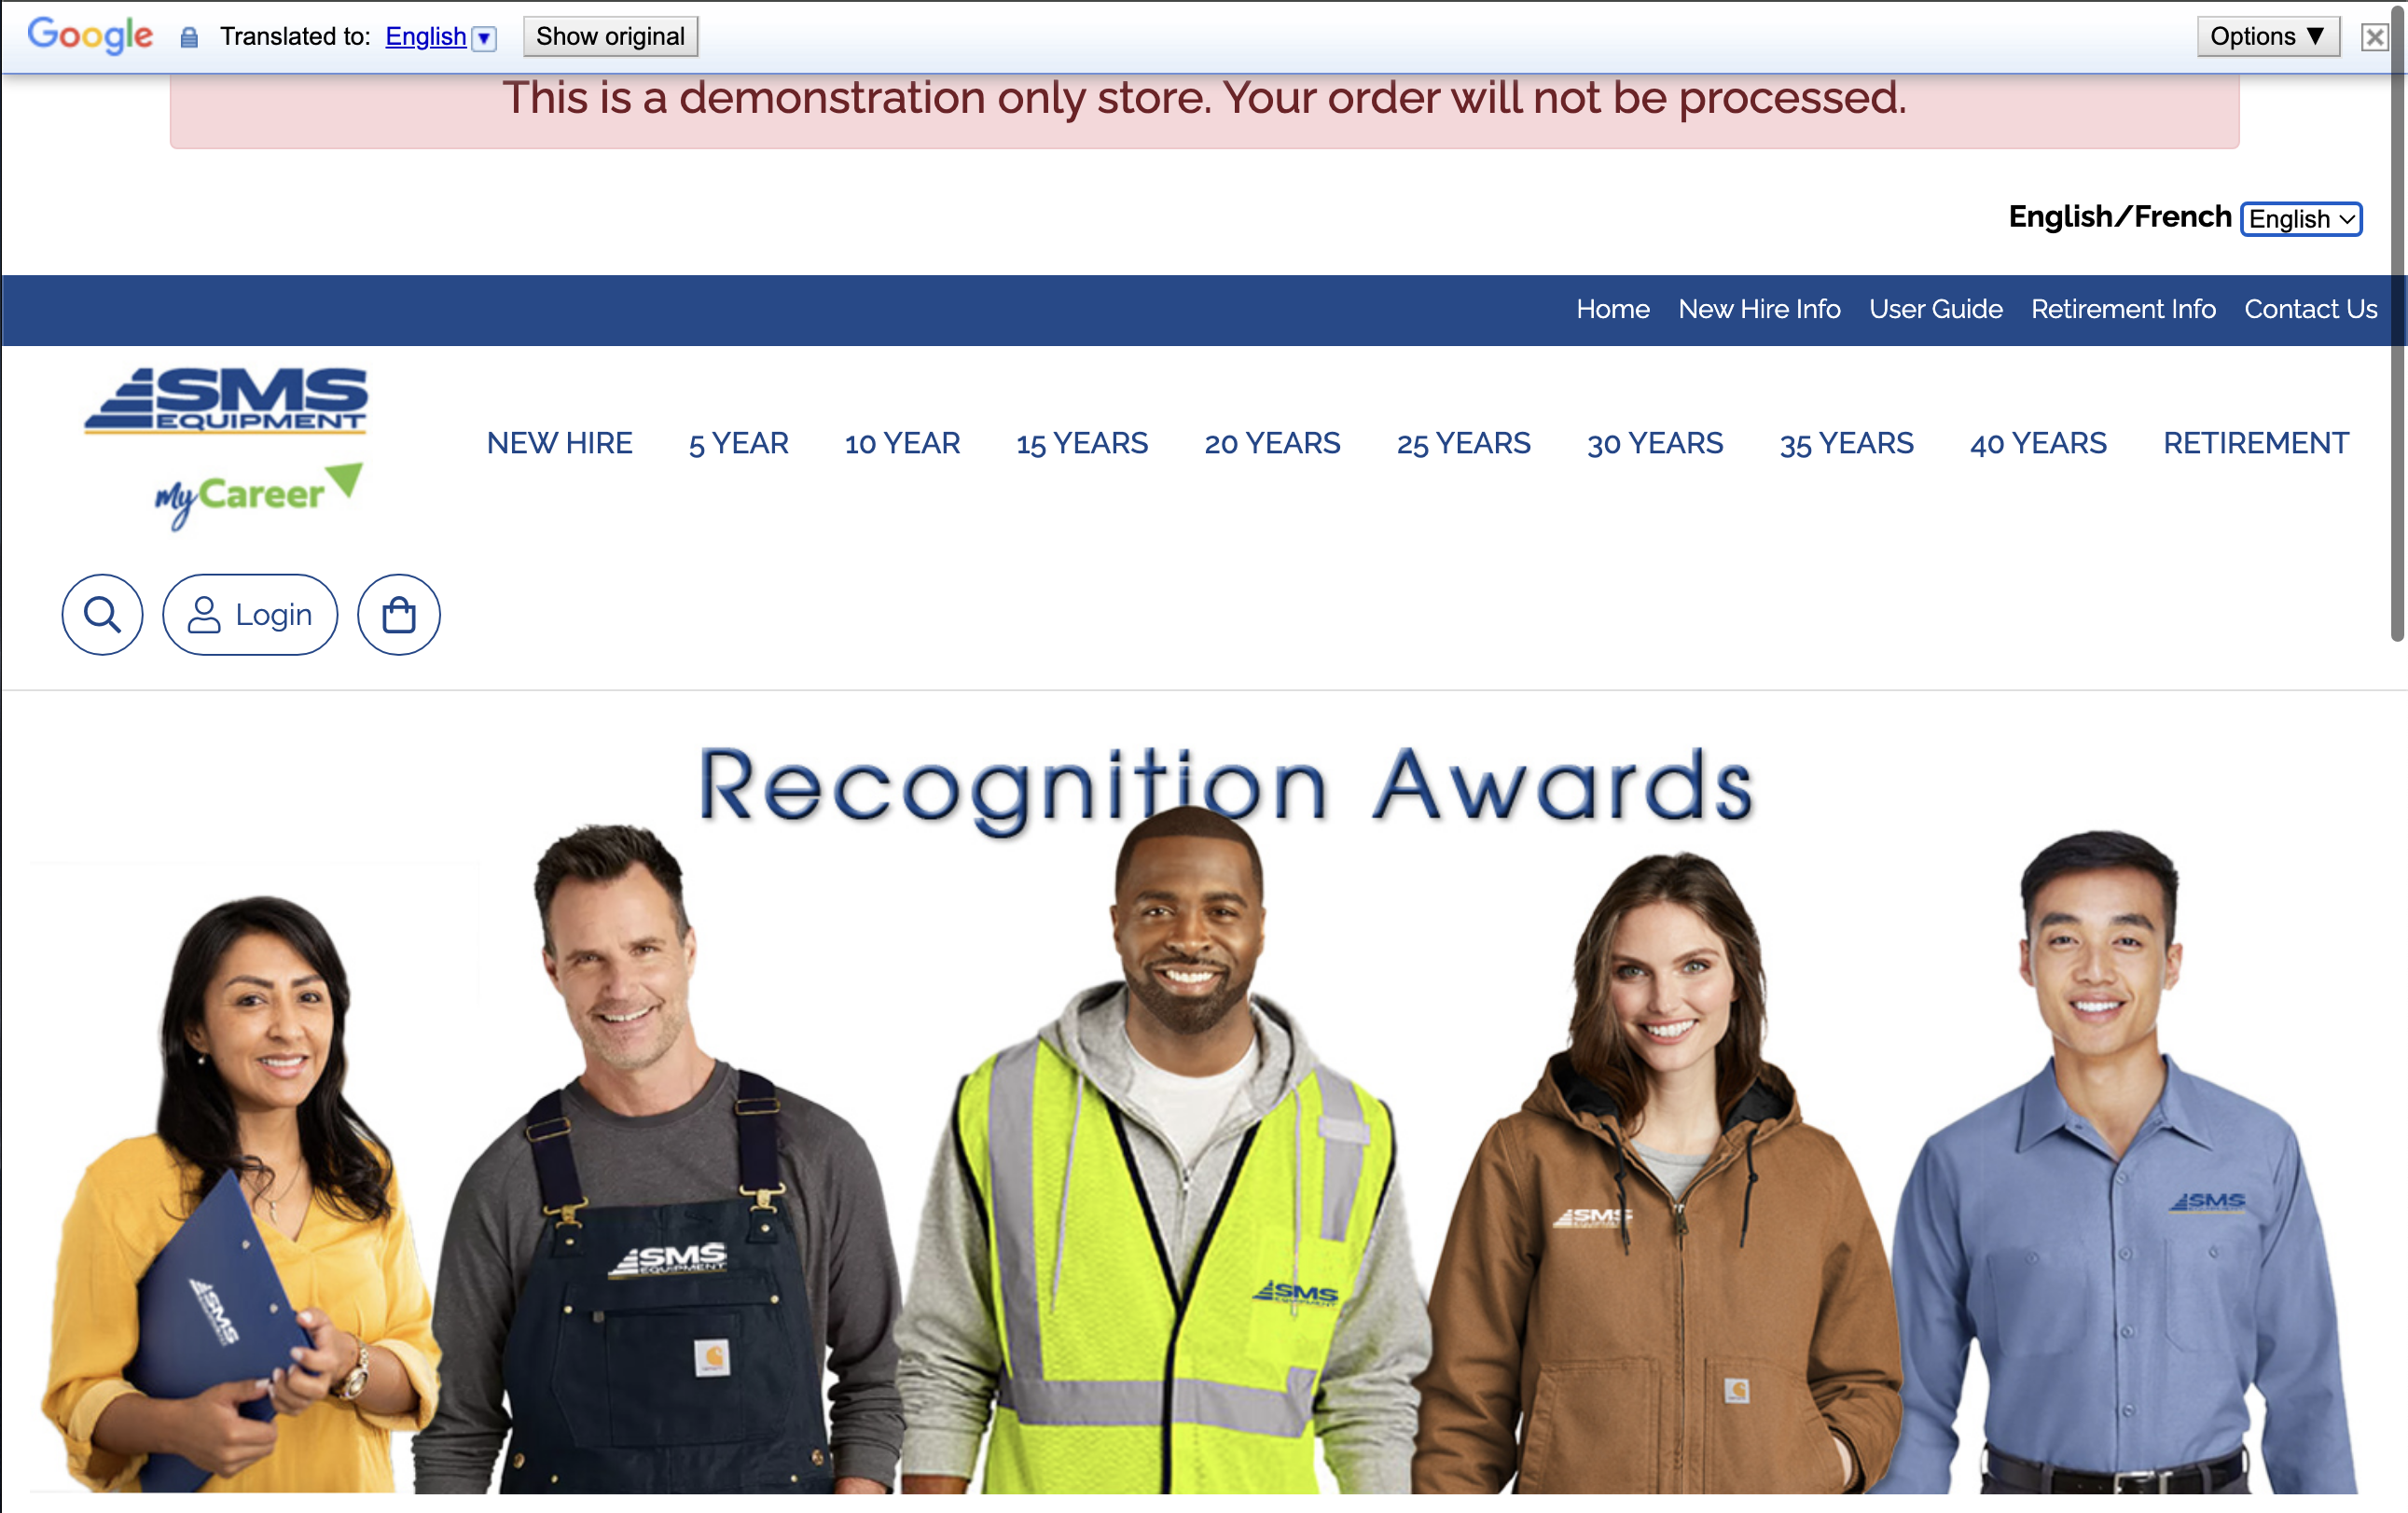 Google Translated to: English Show original Options ▼
This is a demonstration only store. Your order will not be processed.
English/French English
Home New Hire Info User Guide Retirement Info Contact Us
SMS
EQUIPMENT
NEW HIRE 5 YEAR 10 YEAR 15 YEARS 20 YEARS 25 YEARS 30 YEARS 35 YEARS 40 YEARS RETIREMENT
myCareer
Login
Recognition Awards
SMS
SMS
EQUIPMENT
SMS
EQUIPMENT
SMS
SMS